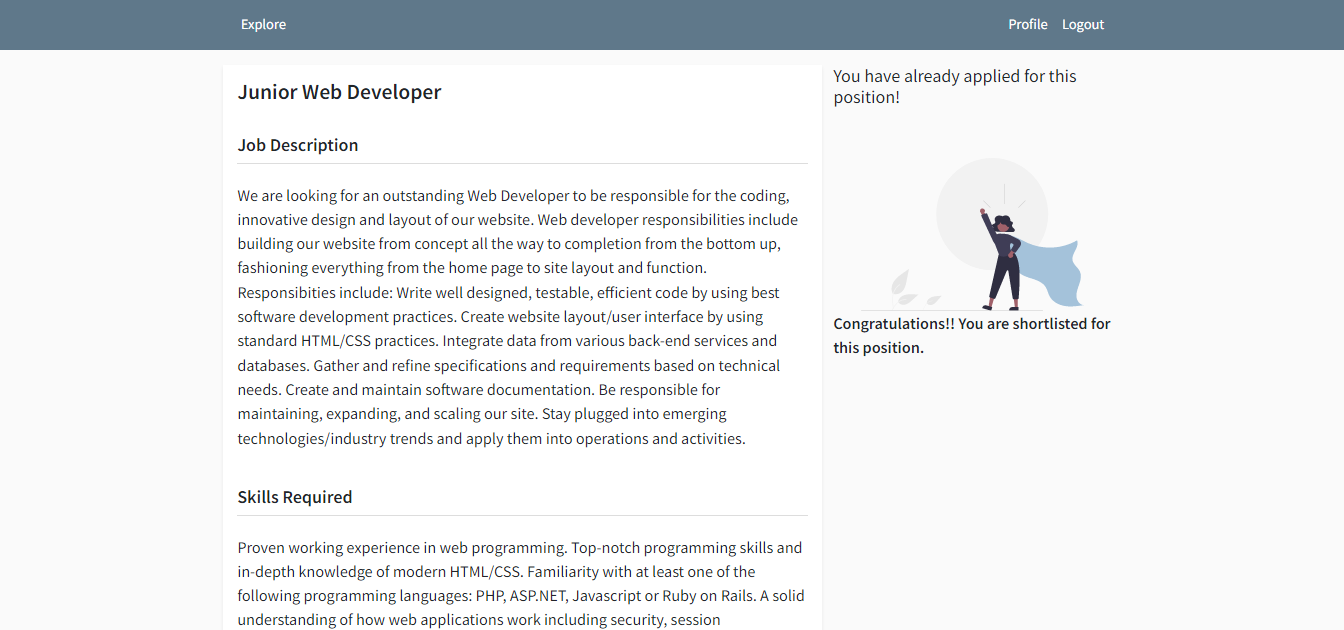 Explore
Profile Logout
Junior Web Developer
Job Description
We are looking for an outstanding Web Developer to be responsible for the coding,
innovative design and layout of our website. Web developer responsibilities include
building our website from concept all the way to completion from the bottom up,
fashioning everything from the home page to site layout and function.
Responsibities include: Write well designed, testable, efficient code by using best
software development practices. Create website layout/user interface by using
standard HTML/CSS practices. Integrate data from various back-end services and
databases. Gather and refine specifications and requirements based on technical
needs. Create and maintain software documentation. Be responsible for
maintaining, expanding, and scaling our site. Stay plugged into emerging
technologies/industry trends and apply them into operations and activities.
Skills Required
Proven working experience in web programming. Top-notch programming skills and
in-depth knowledge of modern HTML/CSS. Familiarity with at least one of the
following programming languages: PHP, ASP.NET, Javascript or Ruby on Rails. A solid
understanding of how web applications work including security, session
You have already applied for this
position!
Congratulations!! You are shortlisted for
this position.